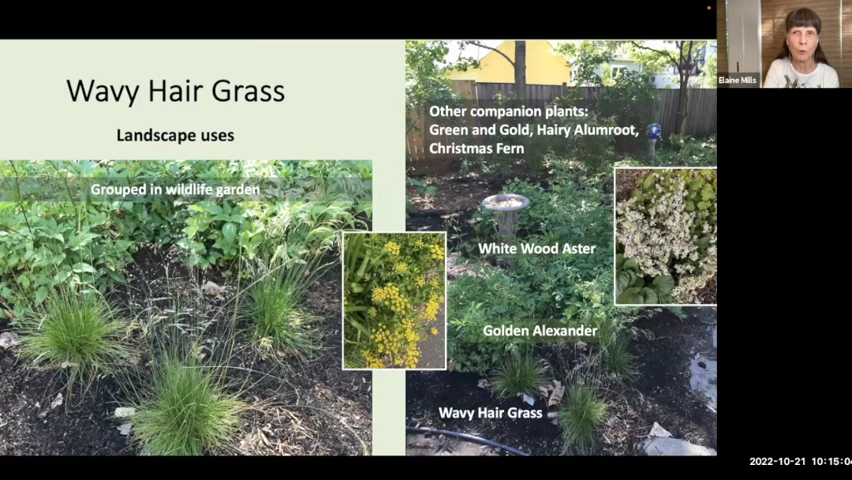 Wavy Hair Grass
Landscape uses
Grouped in wildlife garden
Other companion plants:
Green and Gold, Hairy Alumroot,
Christmas Fern
White Wood Aster
Golden Alexander
Wavy Hair Grass
Elaine Mills
2022-10-21 10:15:04